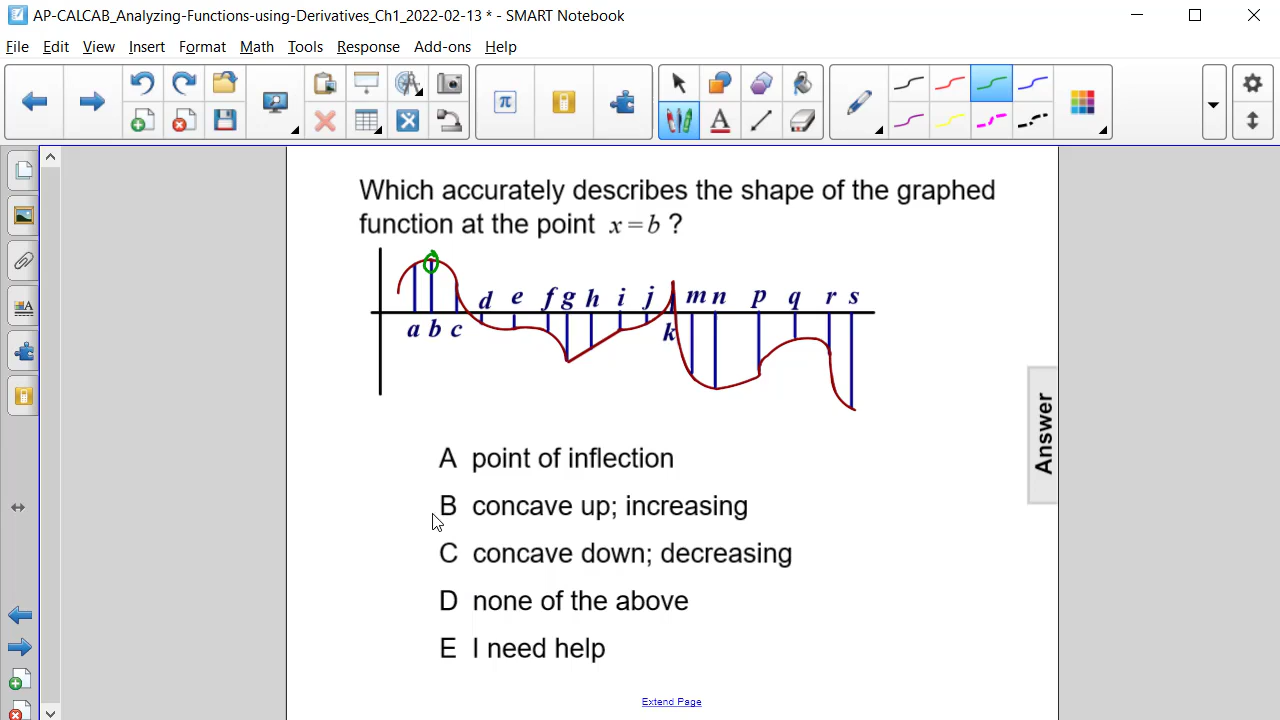 AP-CALCAB_Analyzing-Functions-using-Derivatives_Ch1_2022-02-13 * - SMART Notebook
File Edit View Insert Format Math Tools Response Add-ons Help
π
A
Which accurately describes the shape of the graphed
function at the point x = b ?
d e f g h i j m n p q r s
a b c k
Answer
A point of inflection
B concave up; increasing
C concave down; decreasing
D none of the above
E I need help
Extend Page